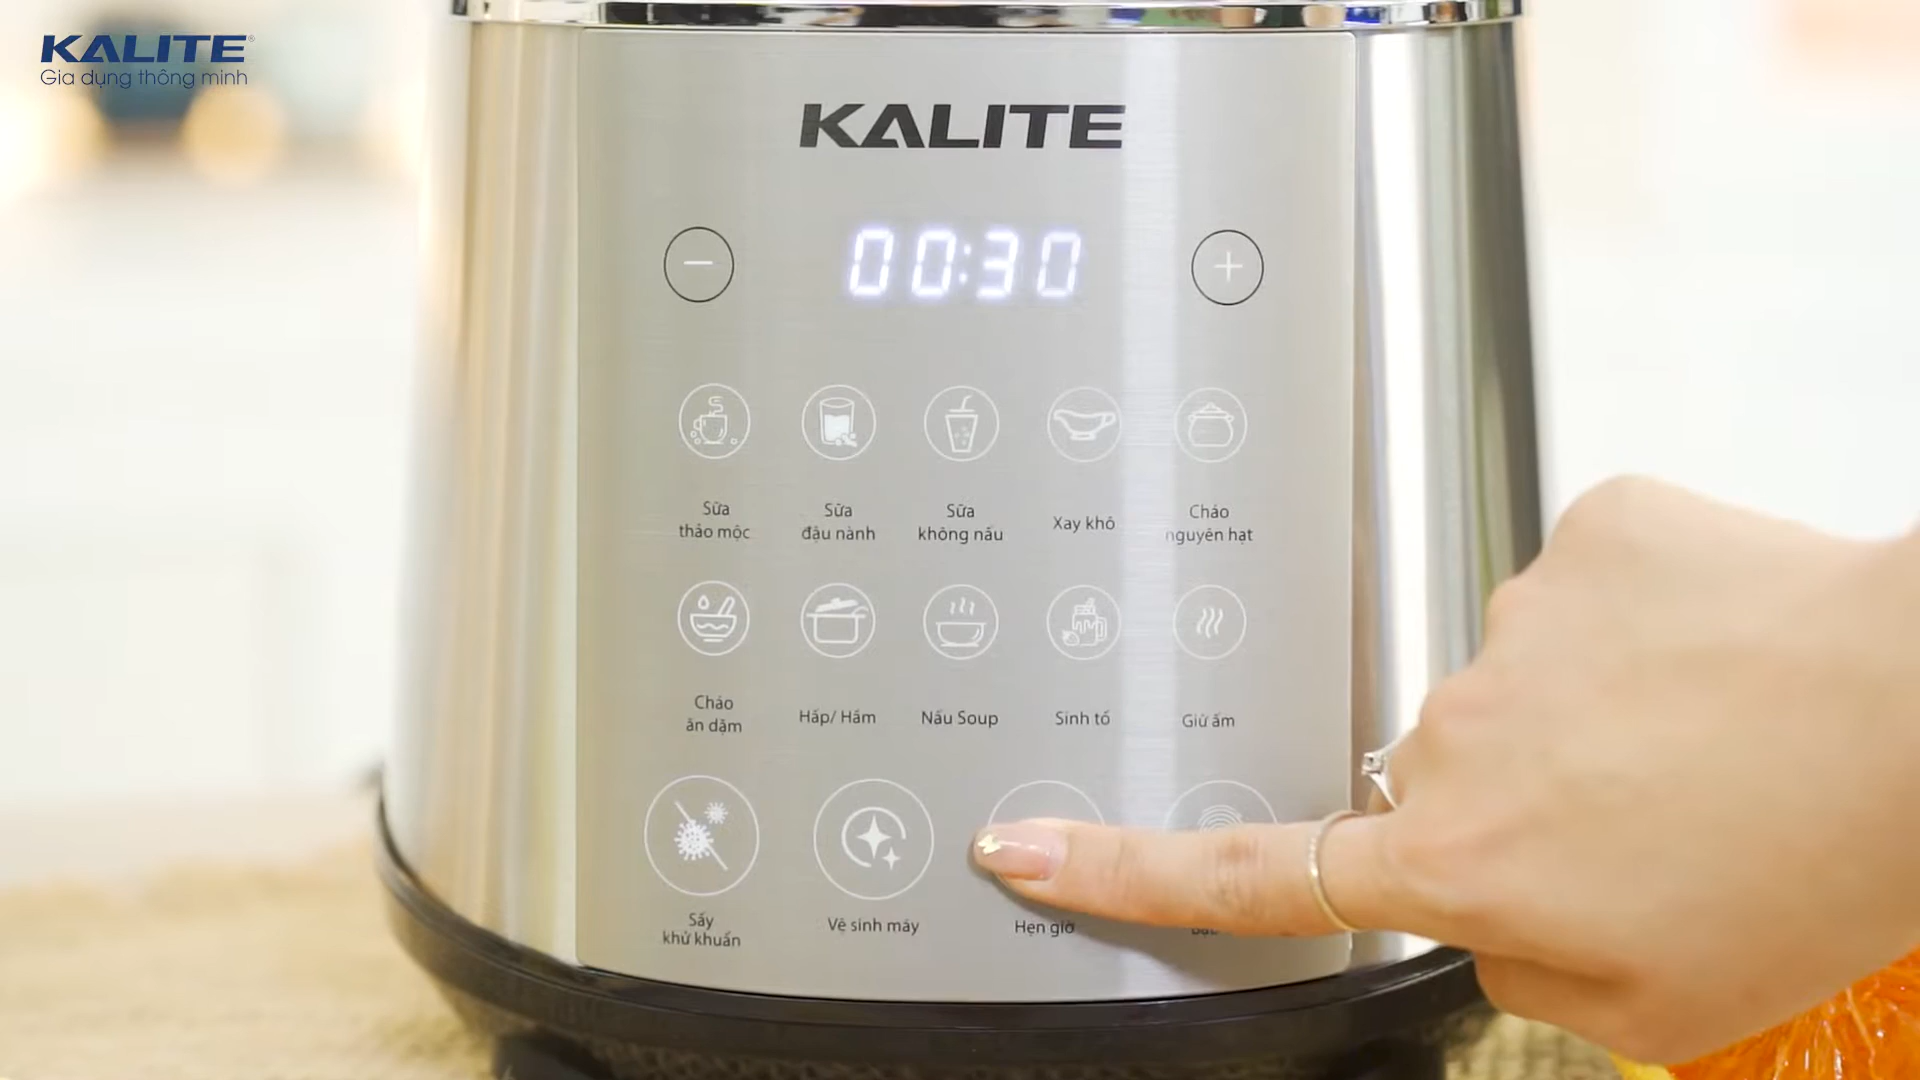 KALITE
Gia dụng thông minh
KALITE
00:30
Sữa
thảo mộc
Sữa
đậu nành
Sữa
không nấu
Xay khô
Cháo
nguyên hạt
Cháo
ăn dặm
Hấp/ Hầm
Nấu Soup
Sinh tố
Giữ ấm
Sấy
khử khuẩn
Vệ sinh máy
Hẹn giờ